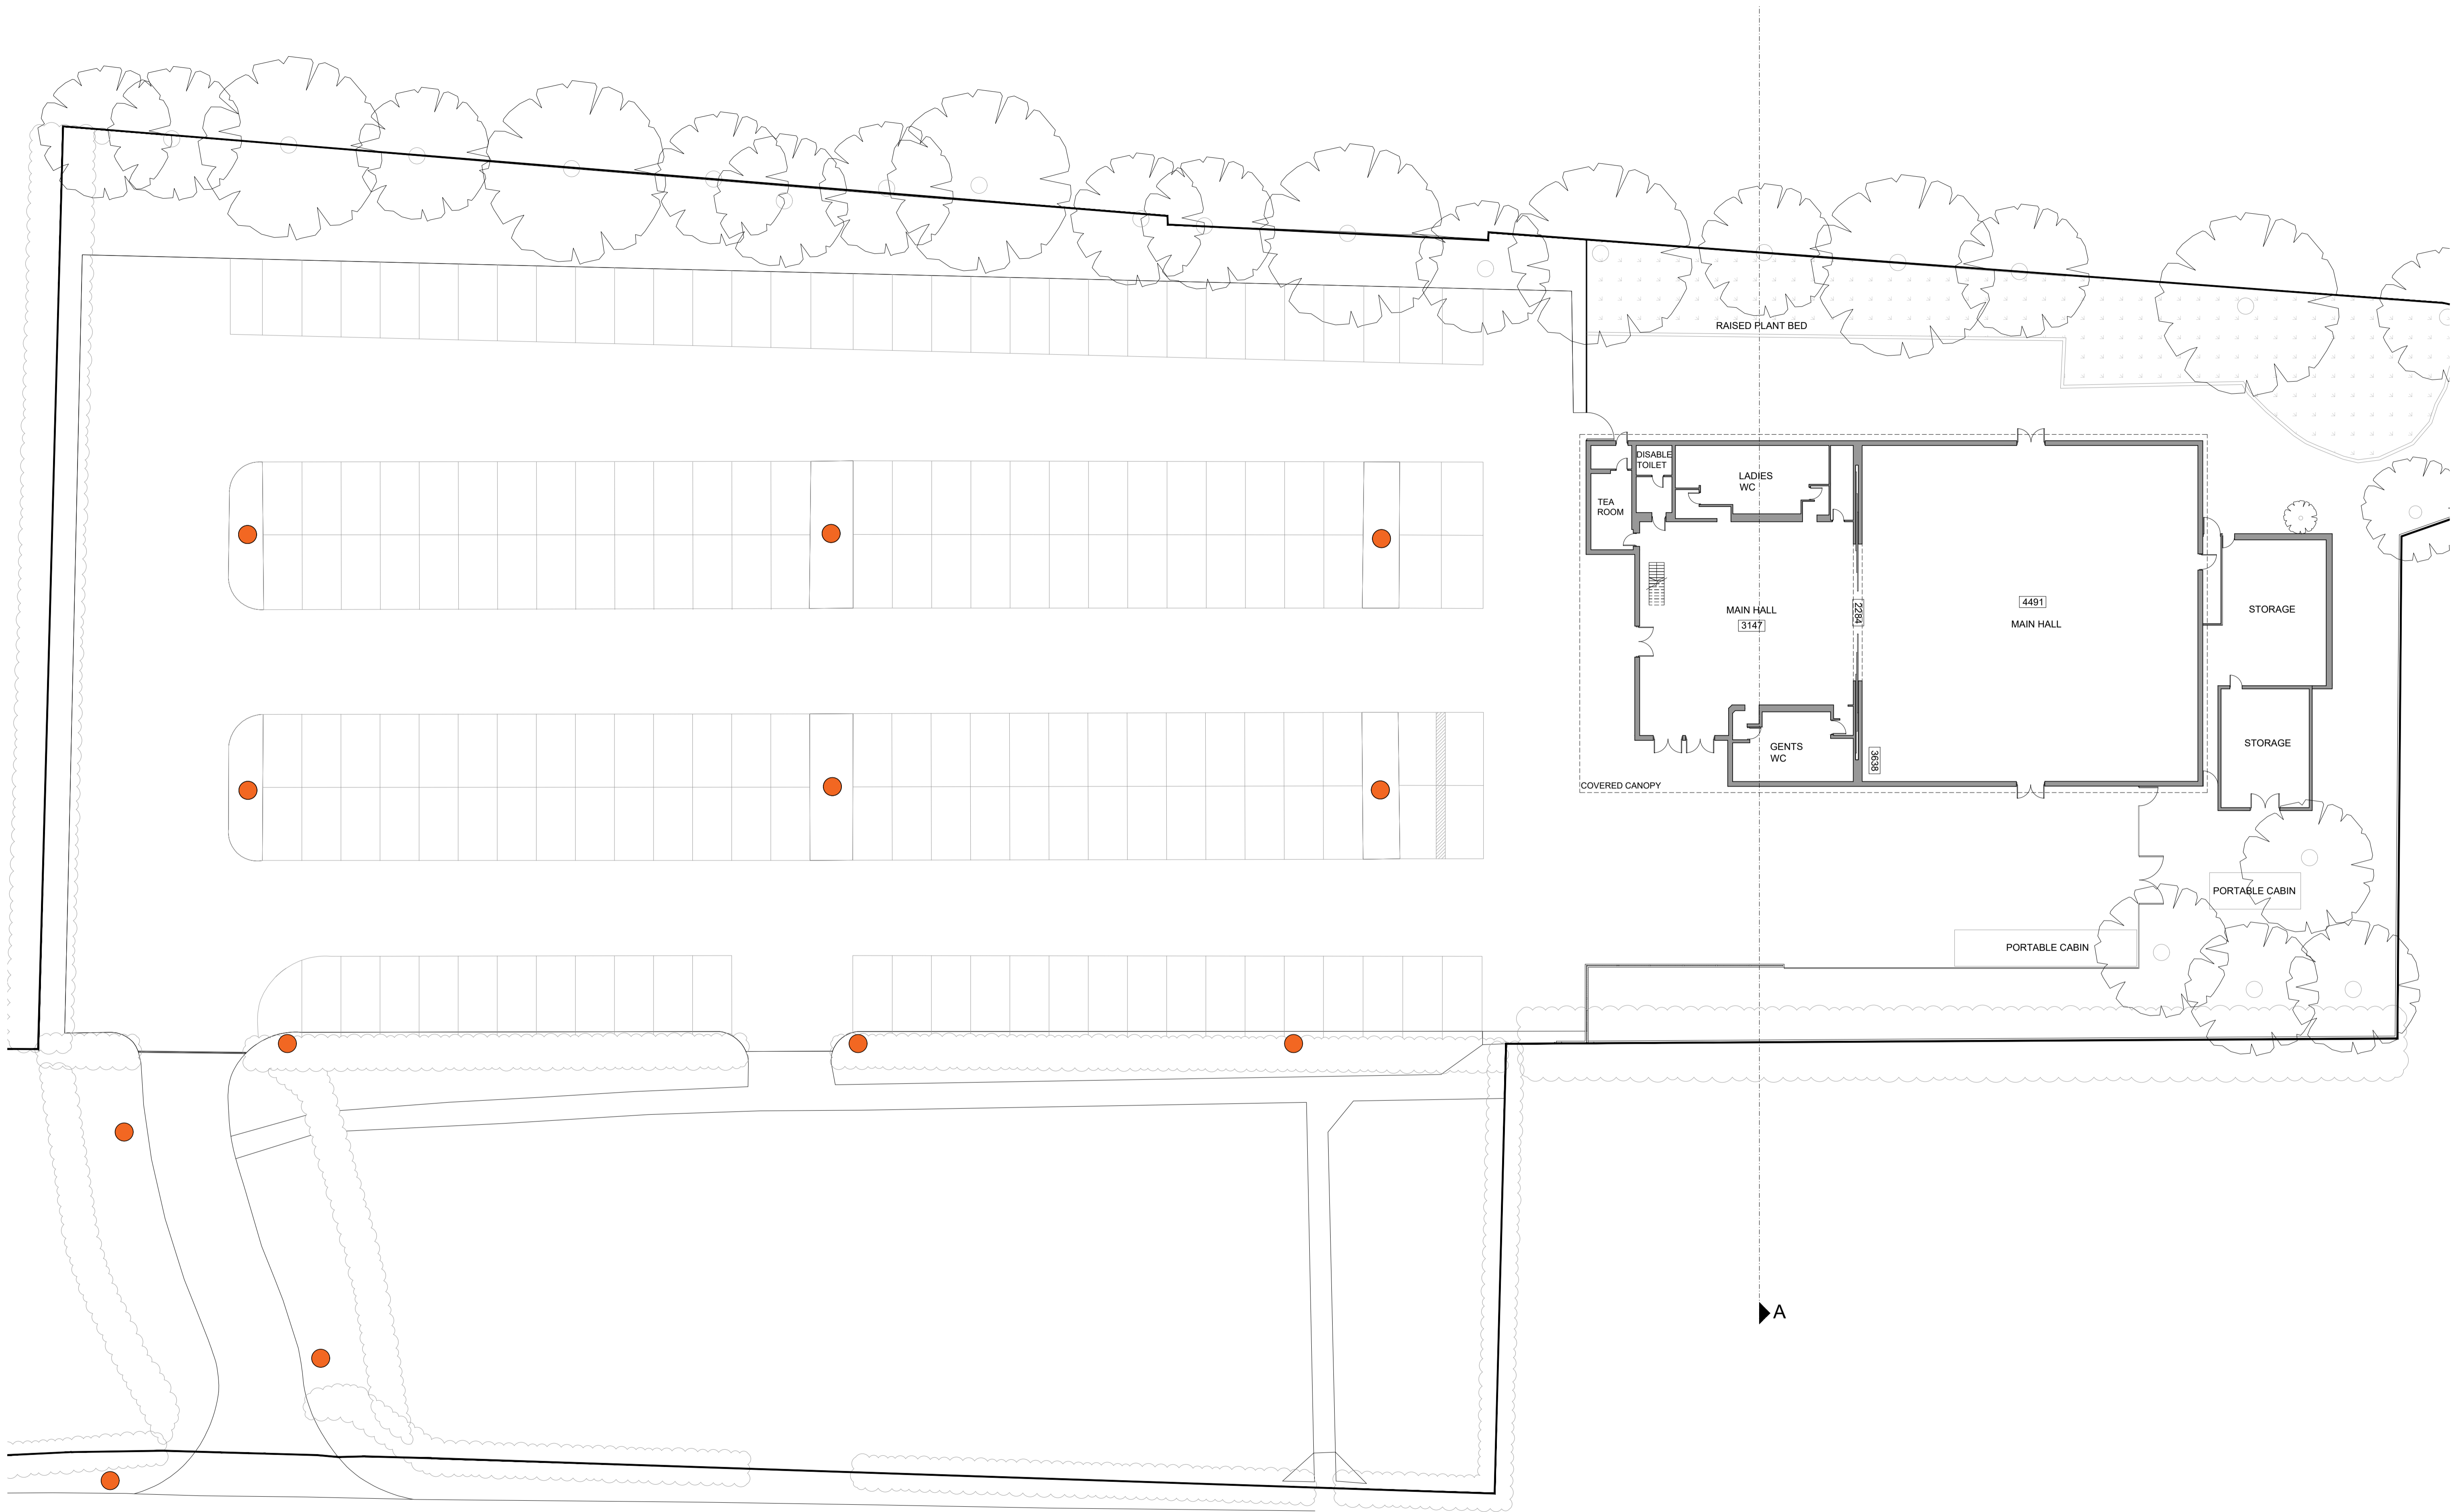 RAISED PLANT BED
DISABLE
TOILET
LADIES
WC
TEA
ROOM
MAIN HALL
3147
2284
4491
MAIN HALL
STORAGE
STORAGE
GENTS
WC
3638
COVERED CANOPY
PORTABLE CABIN
PORTABLE CABIN
A